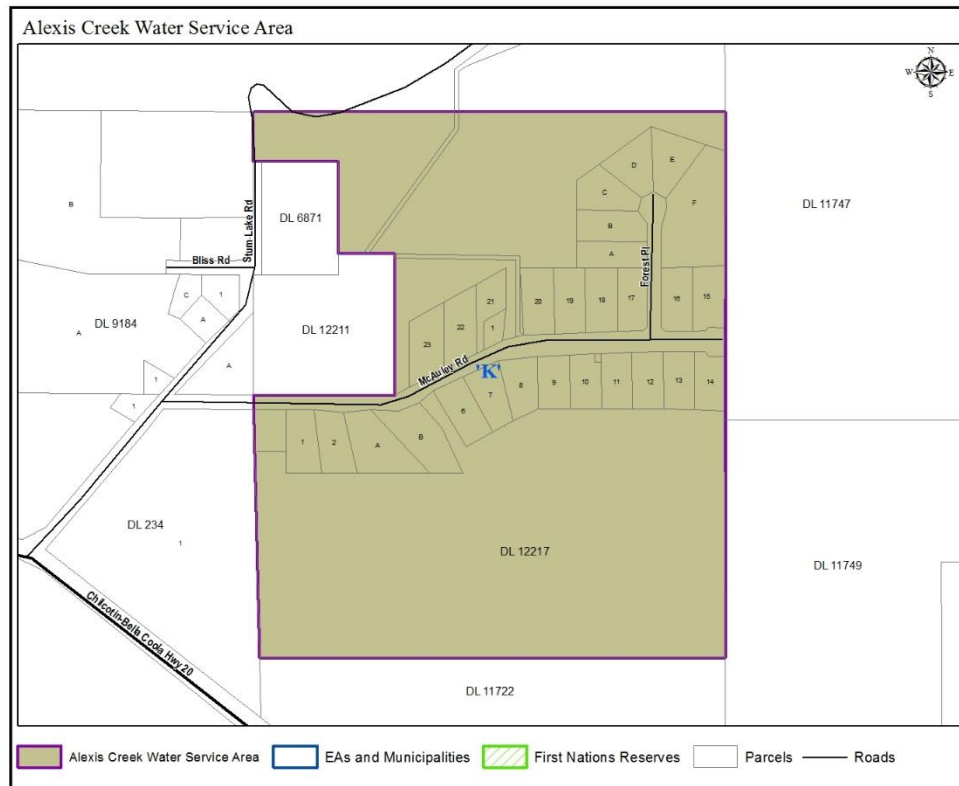 Alexis Creek Water Service Area
N
W
E
S
B
DL 6871
Stum-Lake Rd
Bliss Rd
DL 11747
D
E
C
F
B
A
Forest Pl
C
1
A
DL 9184
A
DL 12211
A
1
1
21
22
1
23
20
19
18
17
16
15
McAuley Rd
'K'
8
9
10
11
12
13
14
7
6
1
2
A
B
DL 234
1
DL 12217
DL 11749
Chilcotin-Bella Coola Hwy 20
DL 11722
Alexis Creek Water Service Area
EAs and Municipalities
First Nations Reserves
Parcels
Roads